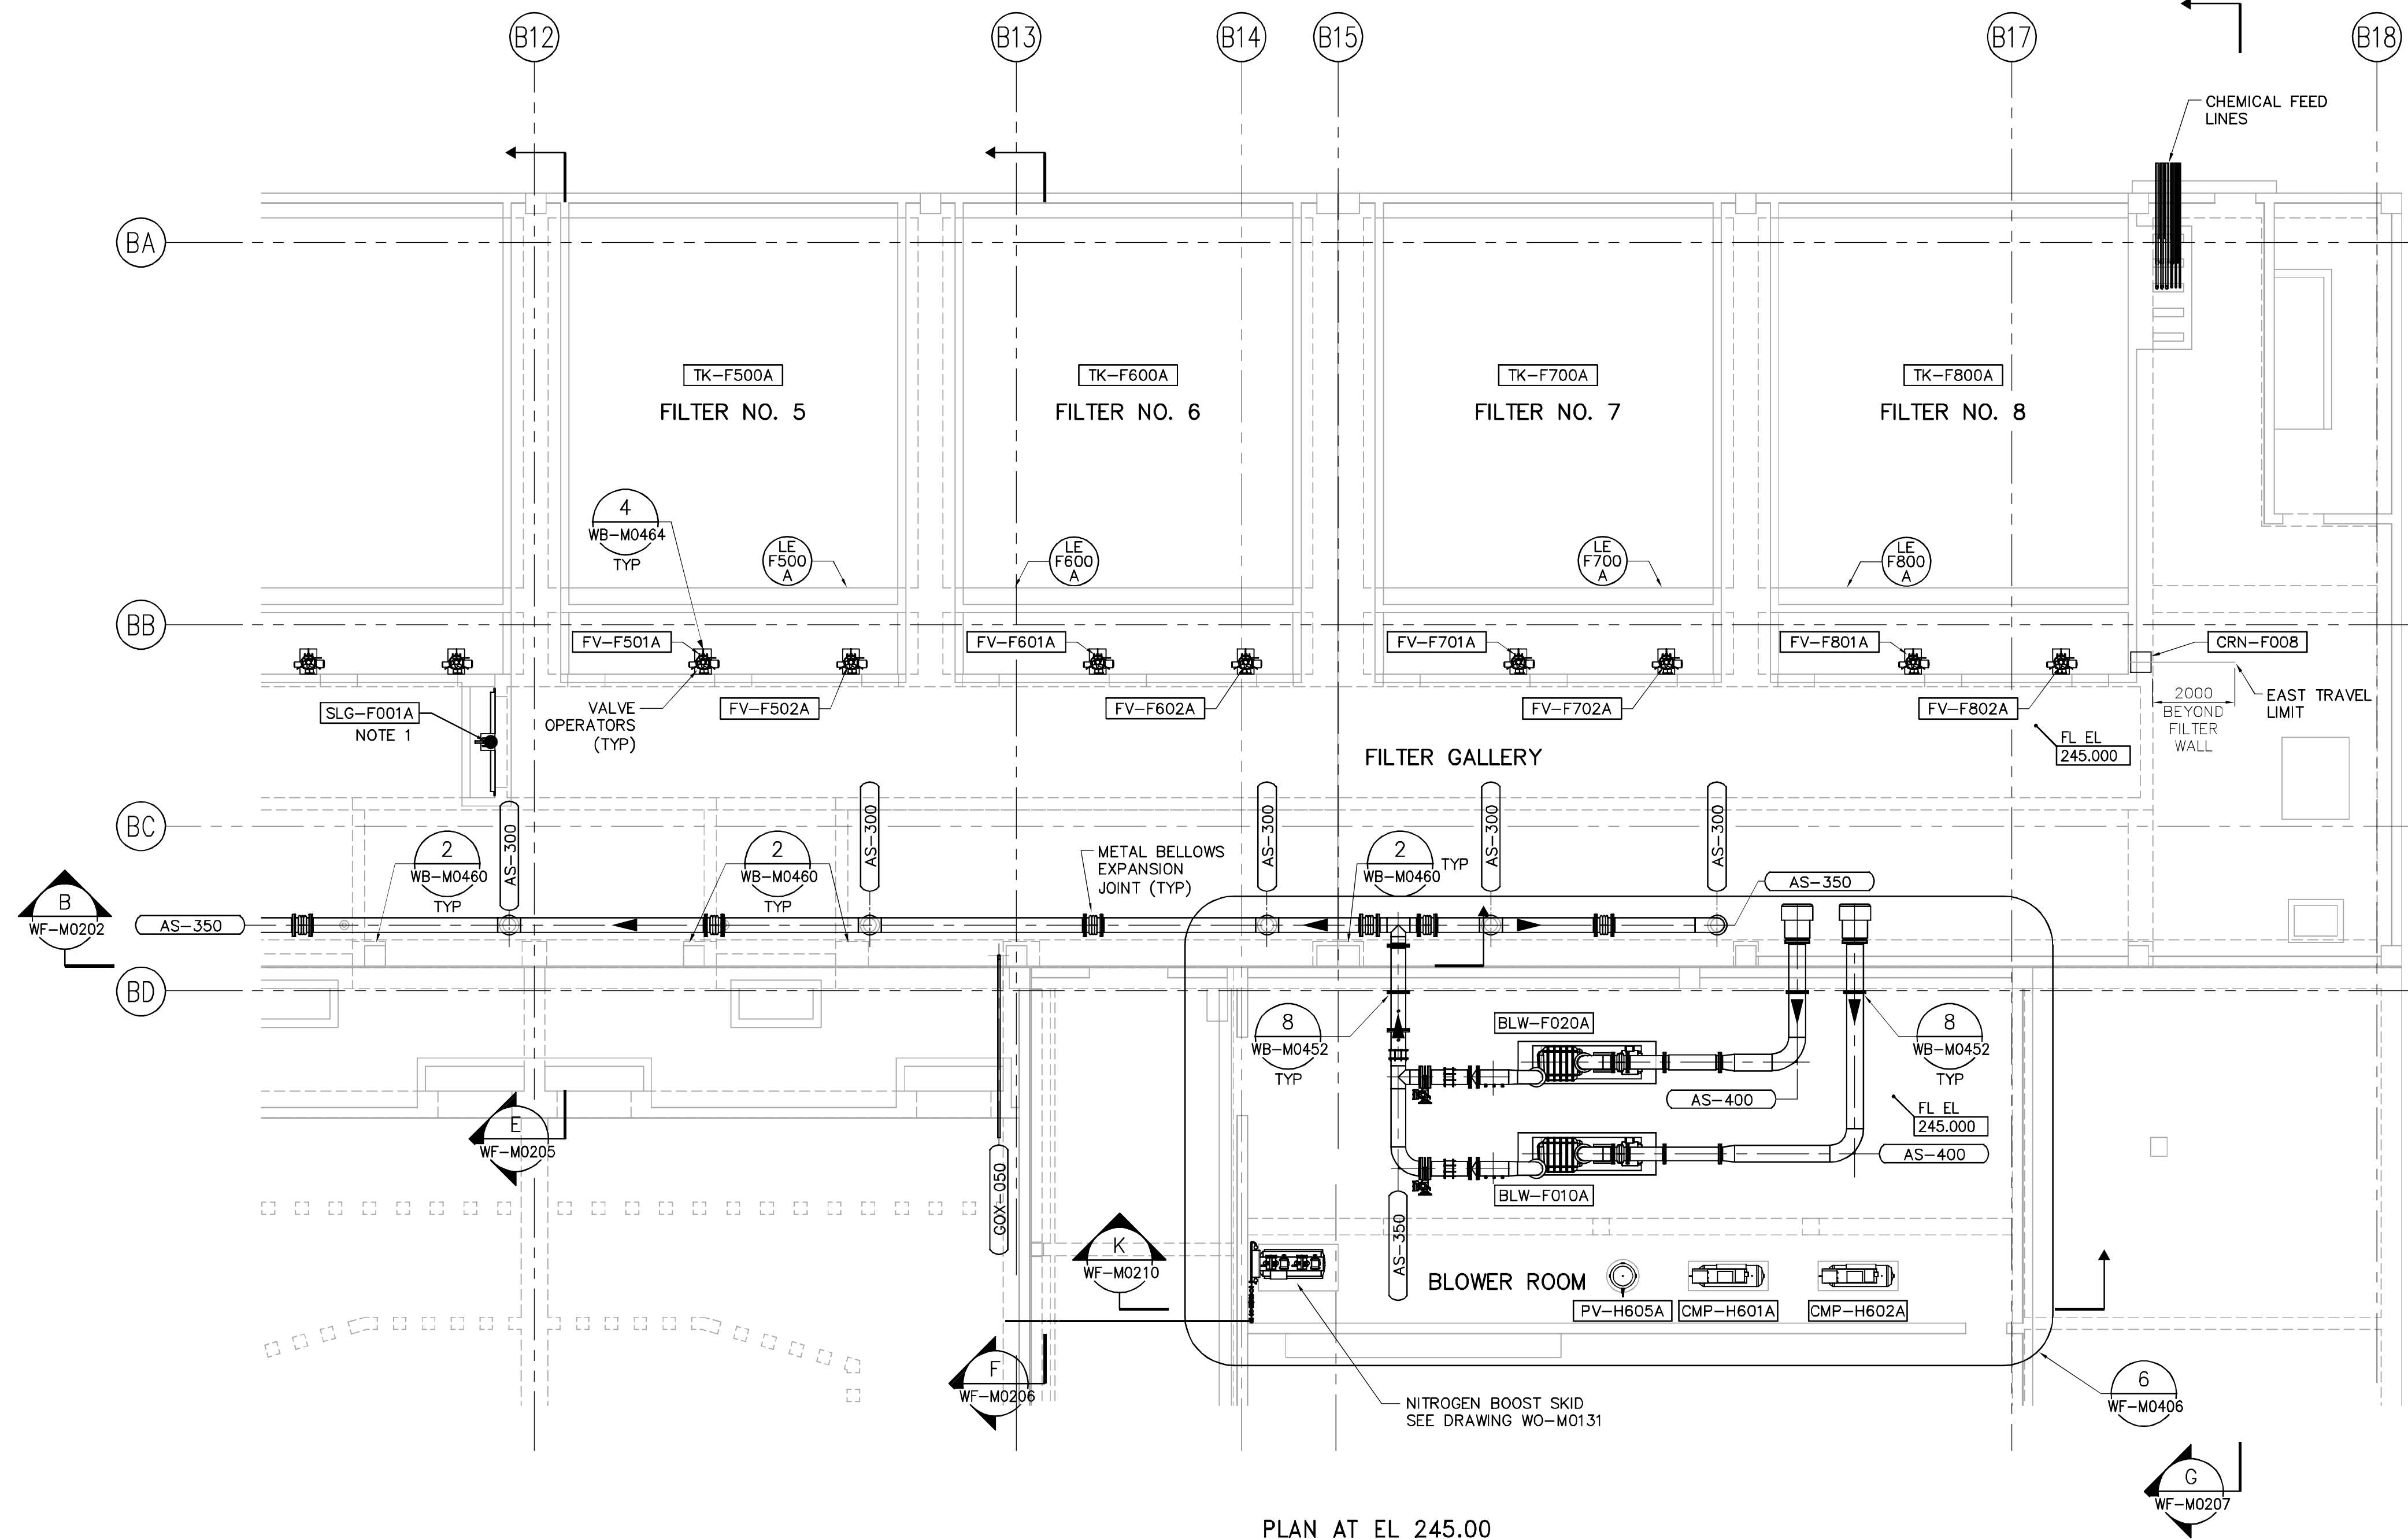 B12
B13
B14
B15
B17
B18
CHEMICAL FEED
LINES
BA
TK-F500A
FILTER NO. 5
TK-F600A
FILTER NO. 6
TK-F700A
FILTER NO. 7
TK-F800A
FILTER NO. 8
4
WB-M0464
TYP
LE
F500
A
LE
F600
A
LE
F700
A
LE
F800
A
BB
FV-F501A
FV-F601A
FV-F701A
FV-F801A
CRN-F008
SLG-F001A
NOTE 1
VALVE
OPERATORS
(TYP)
FV-F502A
FV-F602A
FV-F702A
FV-F802A
2000
BEYOND
FILTER
WALL
EAST TRAVEL
LIMIT
FL EL
245.000
FILTER GALLERY
BC
AS-300
AS-300
AS-300
AS-300
AS-300
2
WB-M0460
TYP
2
WB-M0460
TYP
METAL BELLOWS
EXPANSION
JOINT (TYP)
2
WB-M0460
TYP
AS-350
B
WF-M0202
AS-350
BD
8
WB-M0452
TYP
BLW-F020A
8
WB-M0452
TYP
AS-400
FL EL
245.000
E
WF-M0205
AS-400
GOX-050
BLW-F010A
K
WF-M0210
AS-350
BLOWER ROOM
PV-H605A
CMP-H601A
CMP-H602A
F
WF-M0206
NITROGEN BOOST SKID
SEE DRAWING WO-M0131
6
WF-M0406
G
WF-M0207
PLAN AT EL 245.00